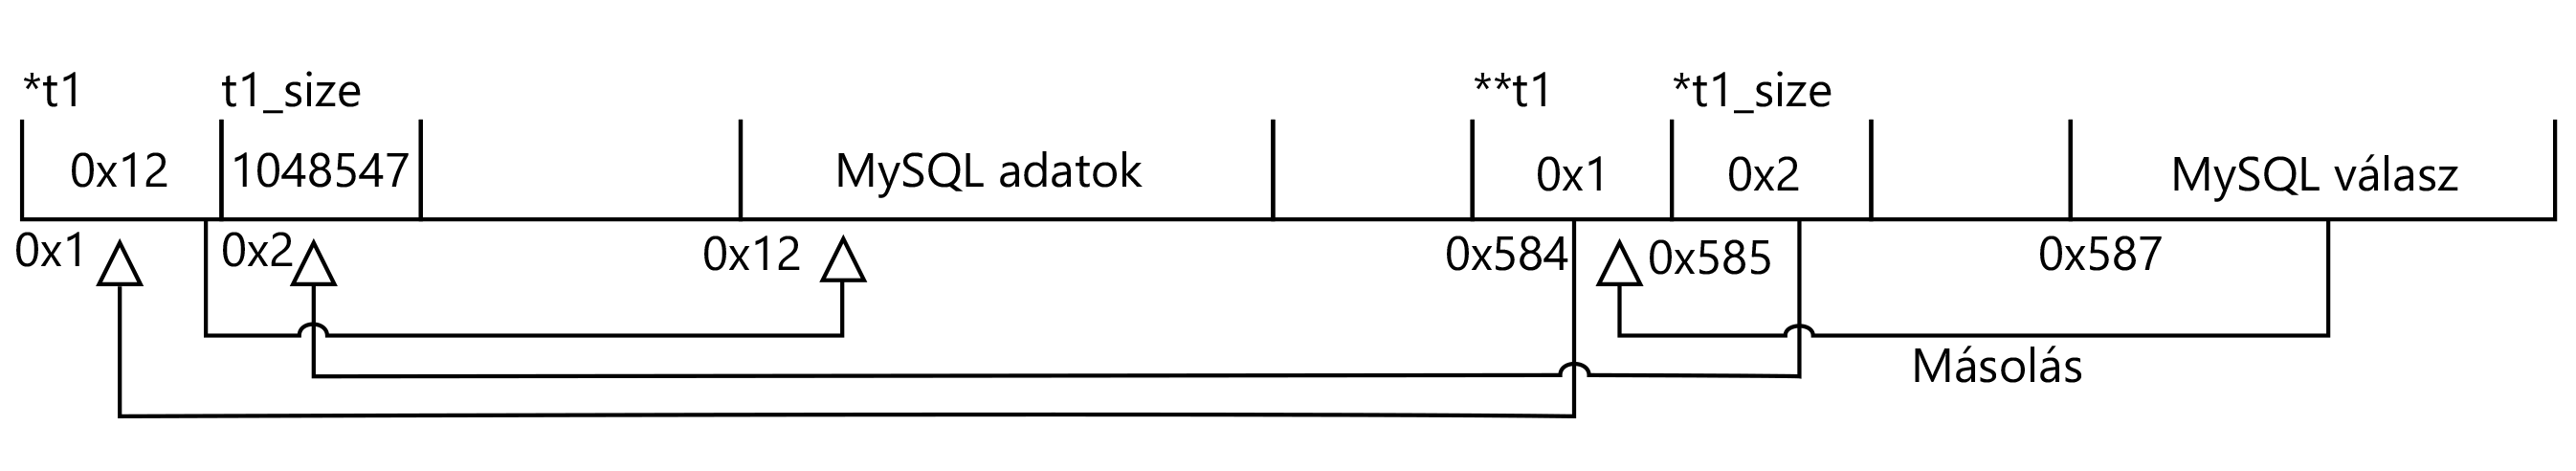 *t1 t1_size **t1 *t1_size
0x12 1048547 MySQL adatok 0x1 0x2 MySQL válasz
0x1 0x2 0x12 0x584 0x585 0x587
Másolás